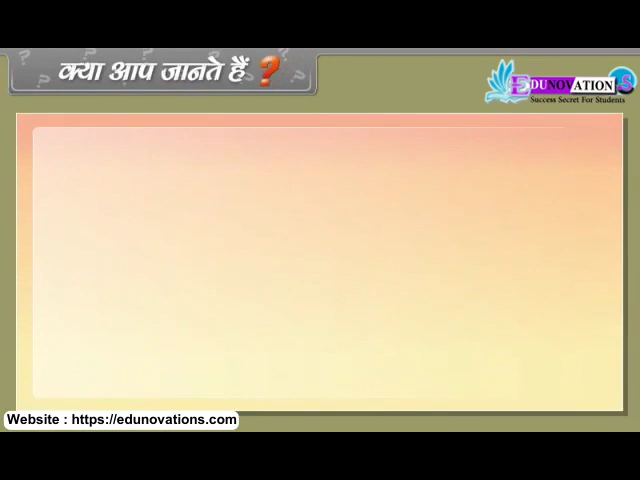 क्या आप जानते हैं ?
EDUNOVATIONS
Success Secret For Students
Website : https://edunovations.com